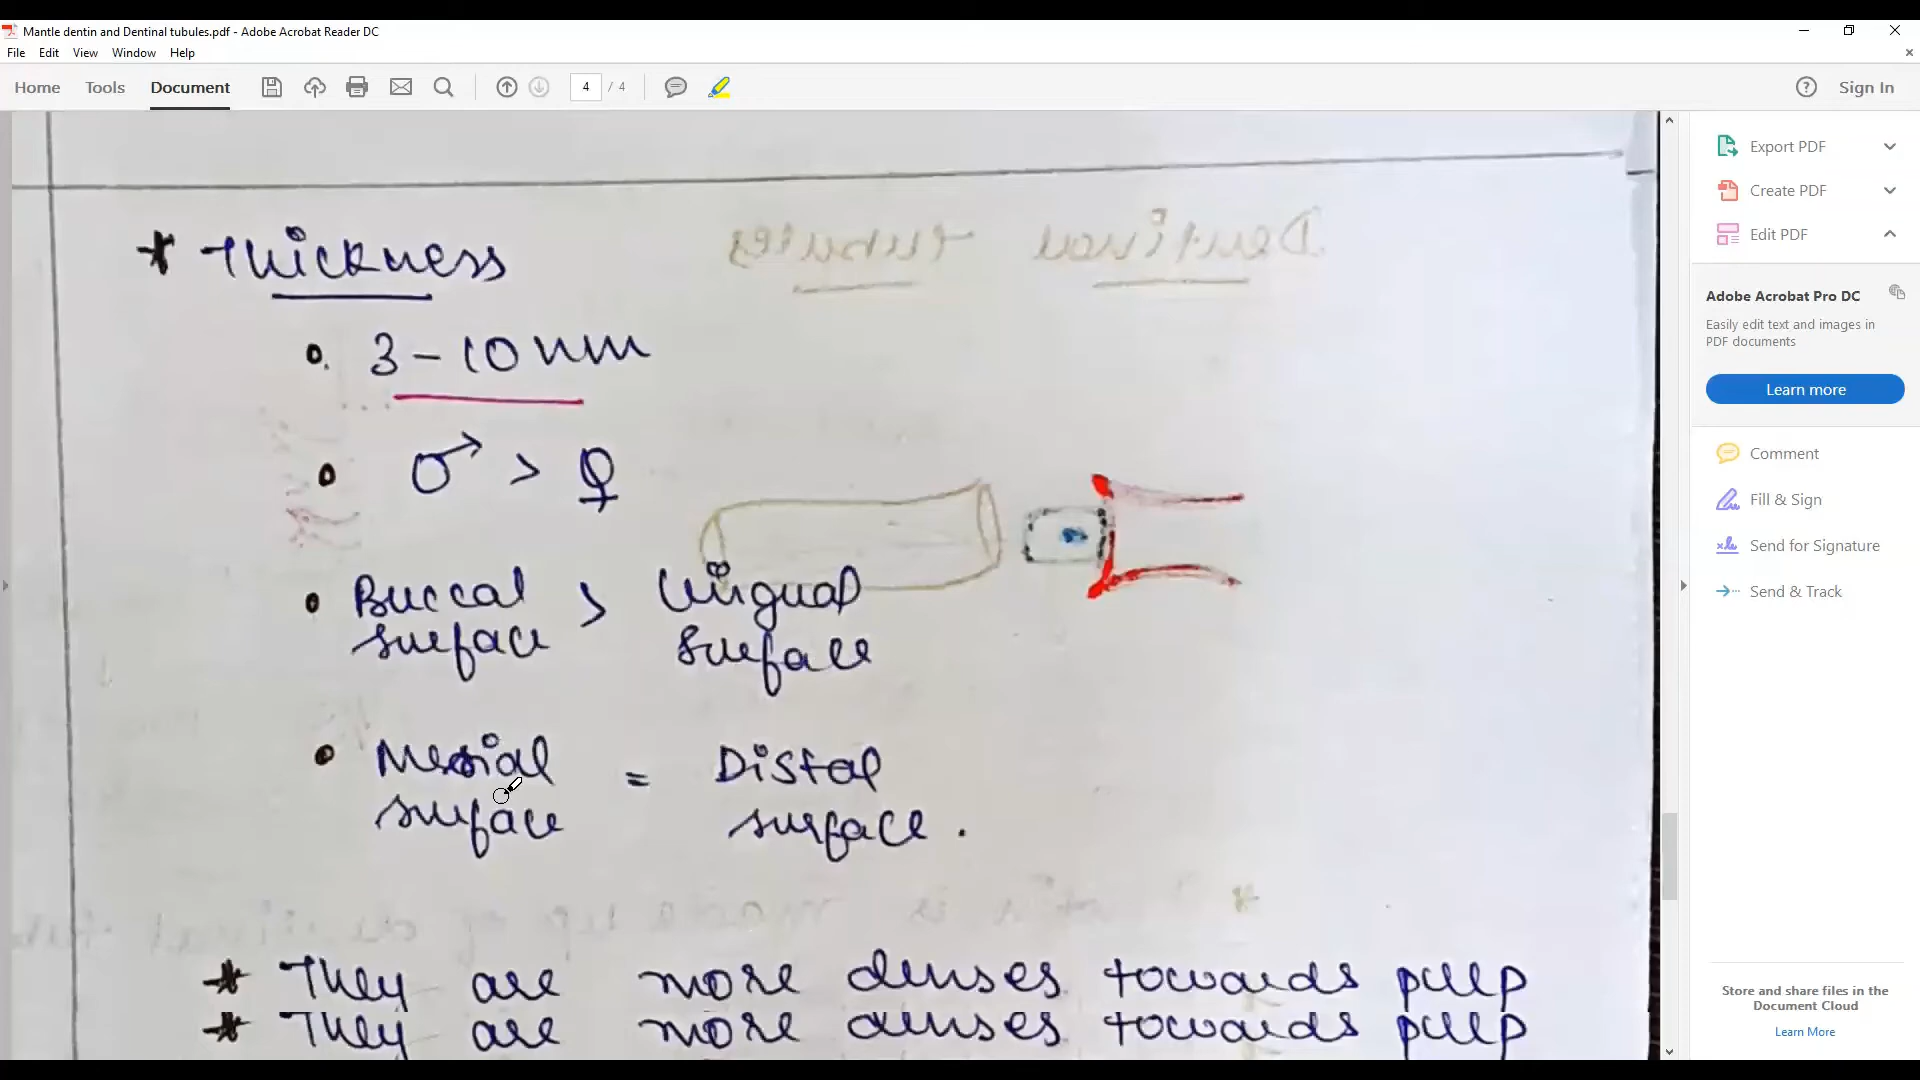 Mantle dentin and Dentinal tubules.pdf - Adobe Acrobat Reader DC
File Edit View Window Help
Home Tools Document 4 / 4 Sign In
* Thickness
Dentinal tubules
3-10 nm
♂ > ♀
Buccal surface > Lingual surface
Mesial surface = Distal surface.
* They are more denses towards pulp
* They are more denses towards pulp
Export PDF
Create PDF
Edit PDF
Adobe Acrobat Pro DC
Easily edit text and images in
PDF documents
Learn more
Comment
Fill & Sign
Send for Signature
Send & Track
Store and share files in the
Document Cloud
Learn More